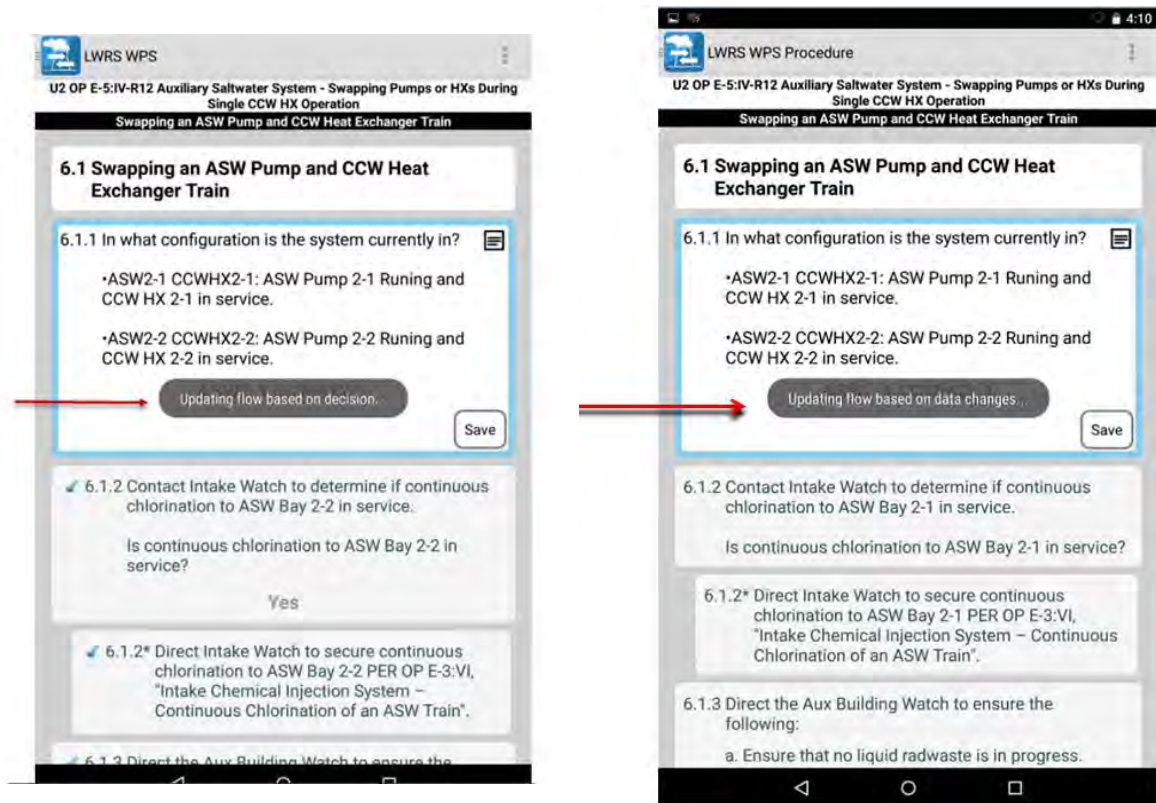 LWRS WPS
U2 OP E-5:IV-R12 Auxiliary Saltwater System - Swapping Pumps or HXs During
Single CCW HX Operation
Swapping an ASW Pump and CCW Heat Exchanger Train
6.1 Swapping an ASW Pump and CCW Heat
Exchanger Train
6.1.1 In what configuration is the system currently in?
•ASW2-1 CCWHX2-1: ASW Pump 2-1 Runing and
CCW HX 2-1 in service.
•ASW2-2 CCWHX2-2: ASW Pump 2-2 Runing and
CCW HX 2-2 in service.
Updating flow based on decision...
Save
6.1.2 Contact Intake Watch to determine if continuous
chlorination to ASW Bay 2-2 in service.
Is continuous chlorination to ASW Bay 2-2 in
service?
Yes
6.1.2* Direct Intake Watch to secure continuous
chlorination to ASW Bay 2-2 PER OP E-3:VI,
"Intake Chemical Injection System –
Continuous Chlorination of an ASW Train".
6.1.3 Direct the Aux Building Watch to ensure the
4:10
LWRS WPS Procedure
U2 OP E-5:IV-R12 Auxiliary Saltwater System - Swapping Pumps or HXs During
Single CCW HX Operation
Swapping an ASW Pump and CCW Heat Exchanger Train
6.1 Swapping an ASW Pump and CCW Heat
Exchanger Train
6.1.1 In what configuration is the system currently in?
•ASW2-1 CCWHX2-1: ASW Pump 2-1 Runing and
CCW HX 2-1 in service.
•ASW2-2 CCWHX2-2: ASW Pump 2-2 Runing and
CCW HX 2-2 in service.
Updating flow based on data changes...
Save
6.1.2 Contact Intake Watch to determine if continuous
chlorination to ASW Bay 2-1 in service.
Is continuous chlorination to ASW Bay 2-1 in service?
6.1.2* Direct Intake Watch to secure continuous
chlorination to ASW Bay 2-1 PER OP E-3:VI,
"Intake Chemical Injection System – Continuous
Chlorination of an ASW Train".
6.1.3 Direct the Aux Building Watch to ensure the
following:
a. Ensure that no liquid radwaste is in progress.